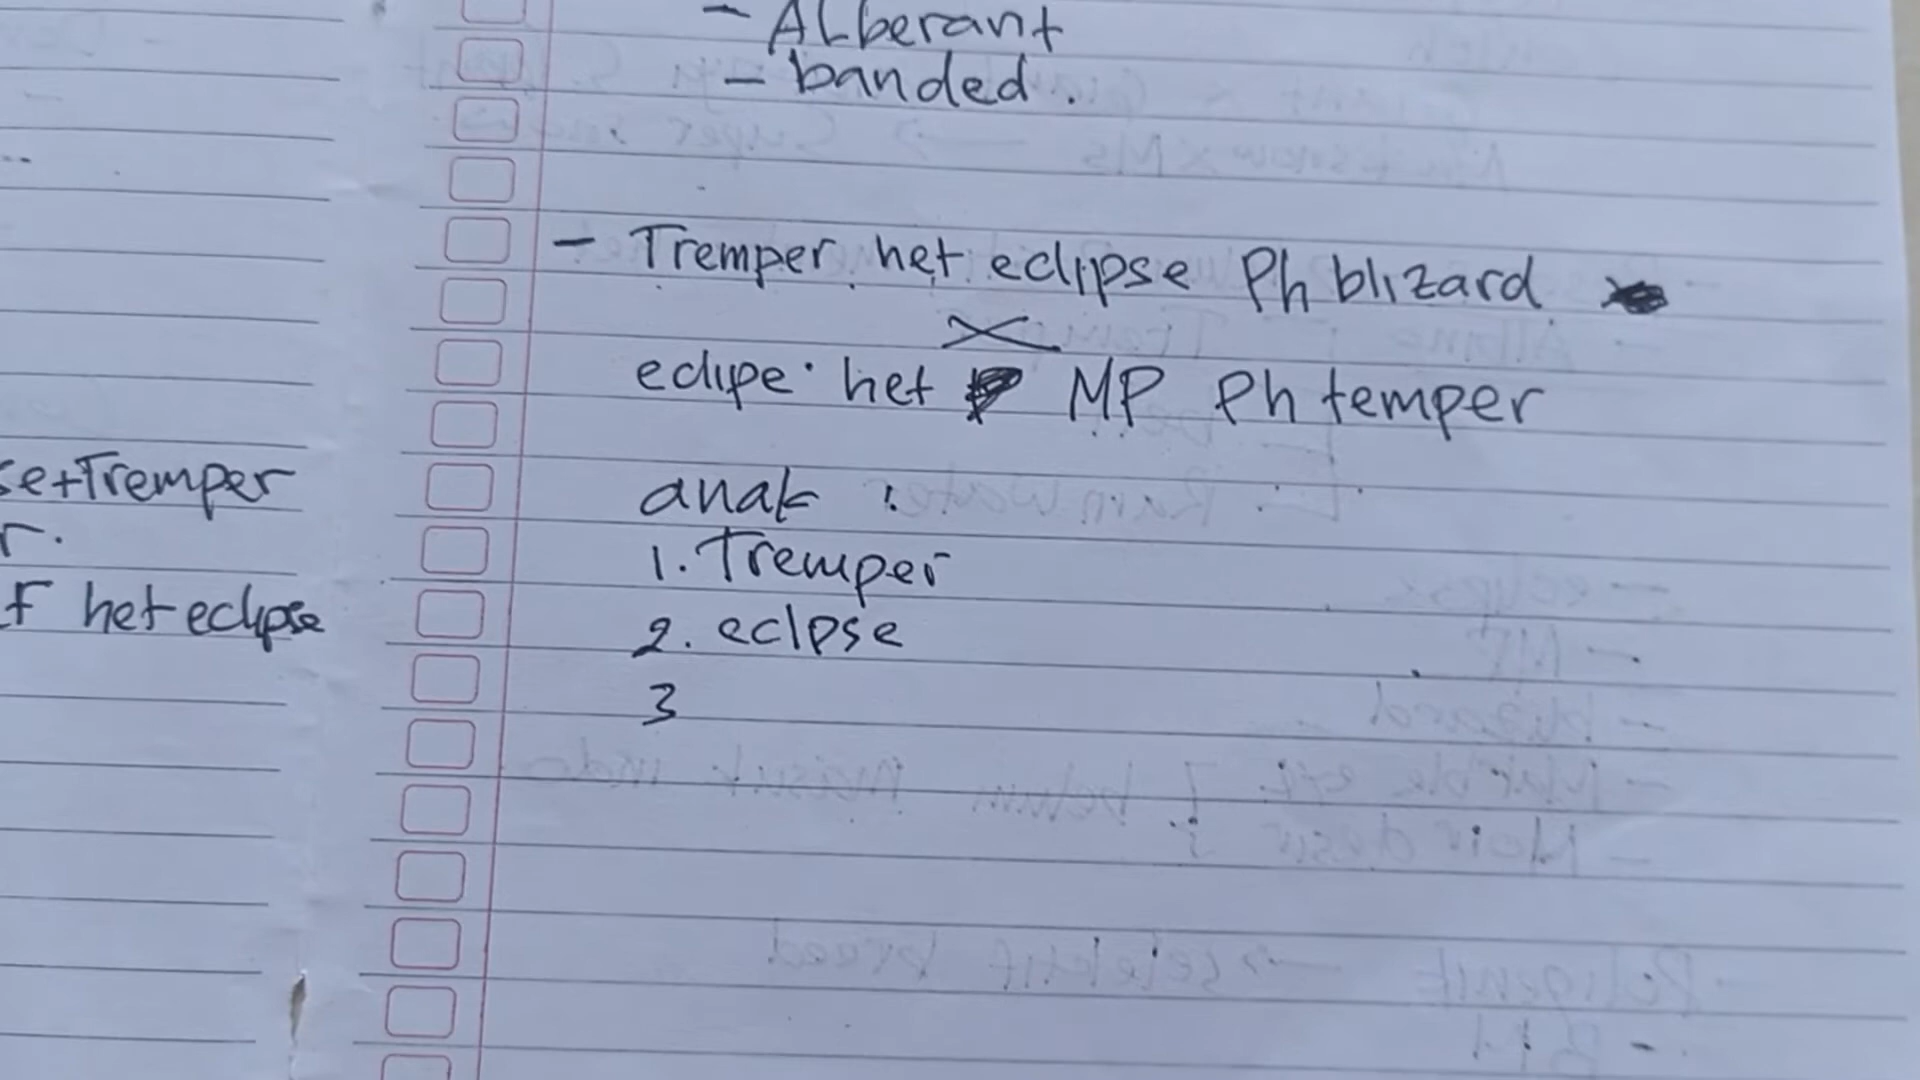 se+Tremper
r.
F het eclipse
- ALberant
- banded.
- Tremper het eclipse Ph blizard
X
eclipe het MP Ph temper
anak :
1. Tremper
2. eclpse
3